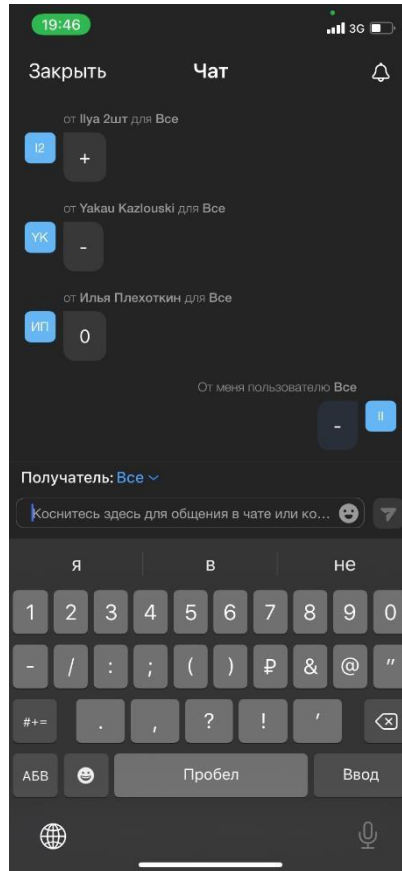 19:46
3G
Закрыть
Чат
от Ilya 2шт для Все
I2
+
от Yakau Kazlouski для Все
YK
-
от Илья Плехоткин для Все
ИП
0
От меня пользователю Все
-
II
Получатель: Все
Коснитесь здесь для общения в чате или ко...
я в не
1 2 3 4 5 6 7 8 9 0
- / : ; ( ) ₽ & @ "
#+= . , ? ! '
АБВ Пробел Ввод